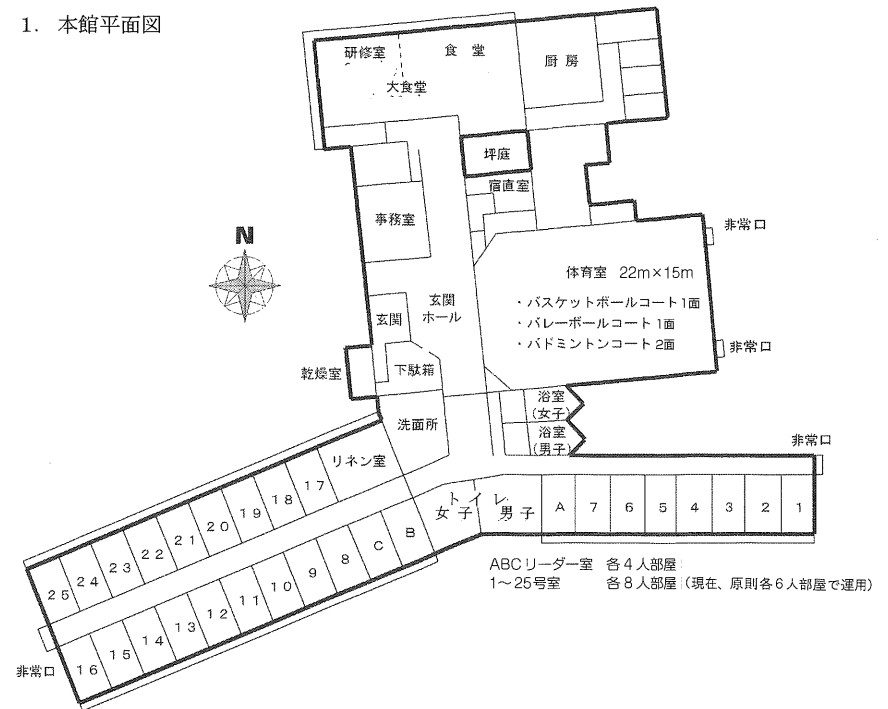 1. 本館平面図
研修室
食 堂
大食堂
厨 房
坪庭
宿直室
事務室
N
非常口
体育室 22m×15m
・バスケットボールコート1面
・バレーボールコート1面
・バドミントンコート2面
玄関
ホール
玄関
非常口
乾燥室
下駄箱
浴室
(女子)
洗面所
浴室
(男子)
非常口
リネン室
トイレ
女子 男子
A 7 6 5 4 3 2 1
25 24 23 22 21 20 19 18 17
16 15 14 13 12 11 10 9 8 C B
非常口
ABCリーダー室 各4人部屋
1~25号室 各8人部屋(現在、原則各6人部屋で運用)